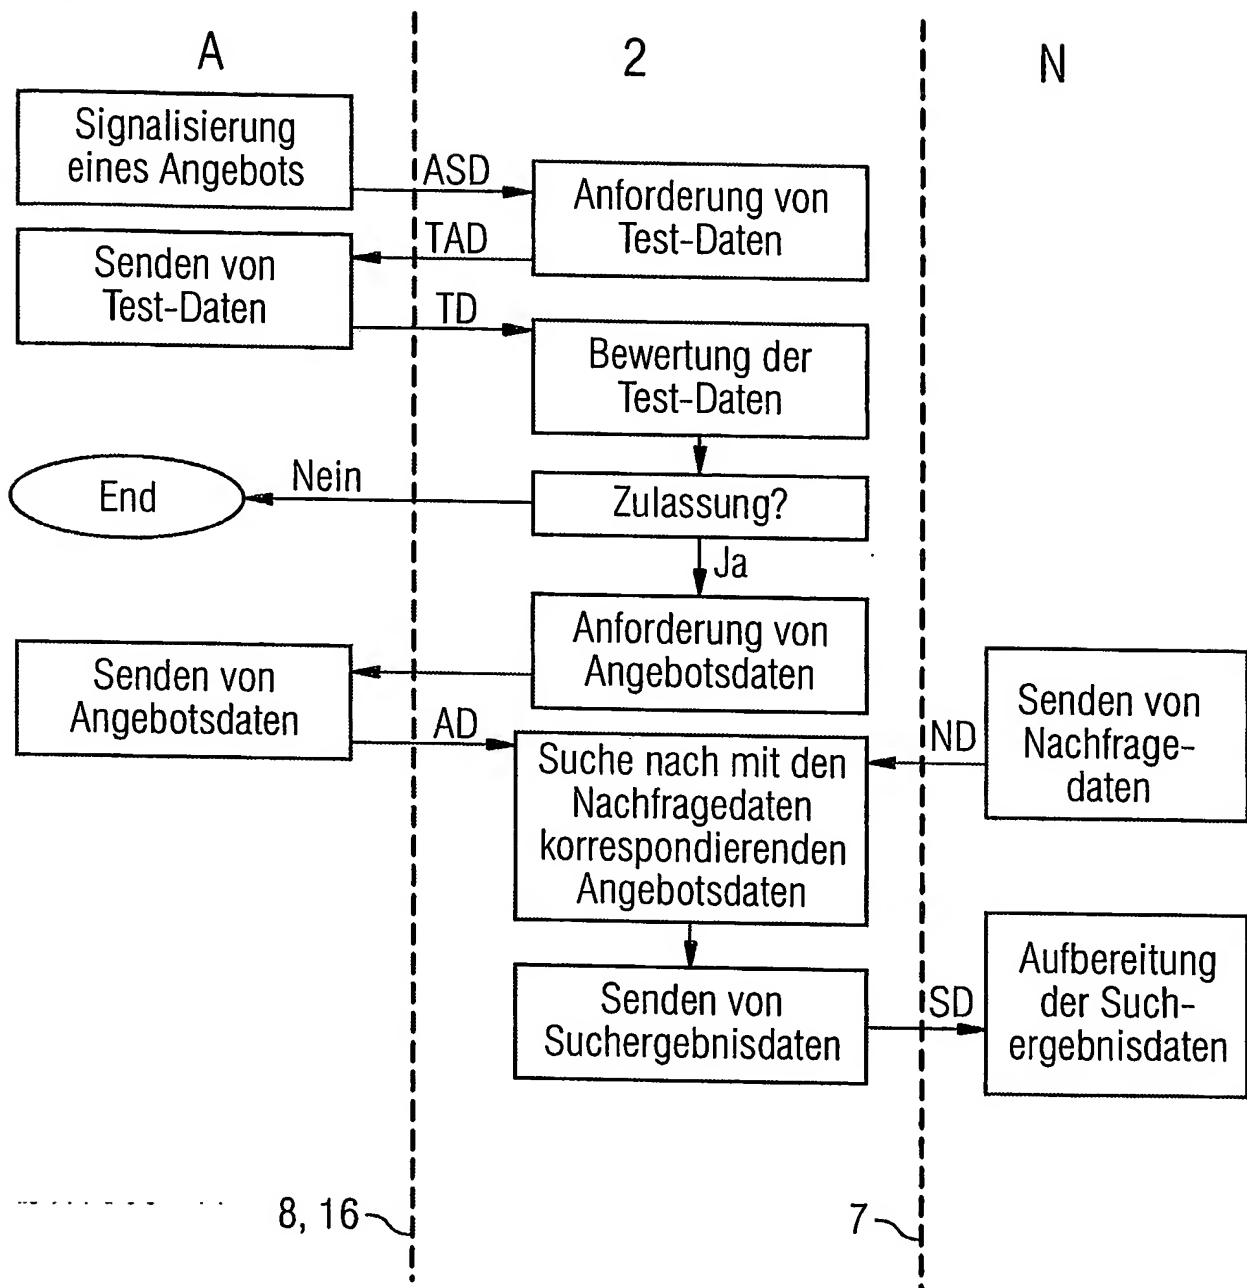 A
2
N
Signalisierung
eines Angebots
ASD
Anforderung von
Test-Daten
TAD
Senden von
Test-Daten
TD
Bewertung der
Test-Daten
End
Nein
Zulassung?
Ja
Anforderung von
Angebotsdaten
Senden von
Angebotsdaten
AD
ND
Senden von
Nachfrage-
daten
Suche nach mit den
Nachfragedaten
korrespondierenden
Angebotsdaten
Senden von
Suchergebnisdaten
SD
Aufbereitung
der Such-
ergebnisdaten
8, 16
7